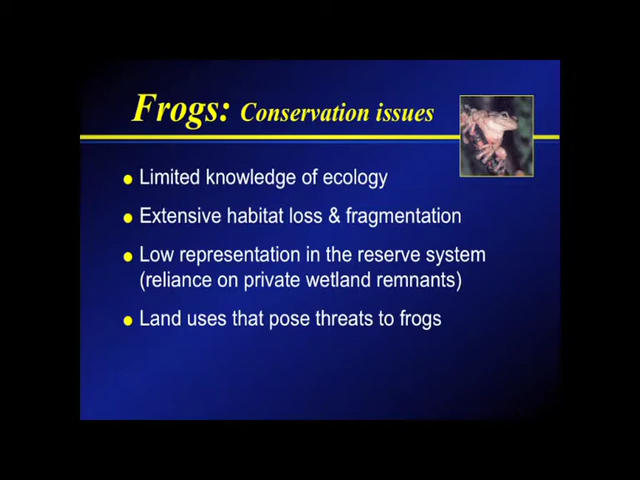 Frogs: Conservation issues
Limited knowledge of ecology
Extensive habitat loss & fragmentation
Low representation in the reserve system
(reliance on private wetland remnants)
Land uses that pose threats to frogs